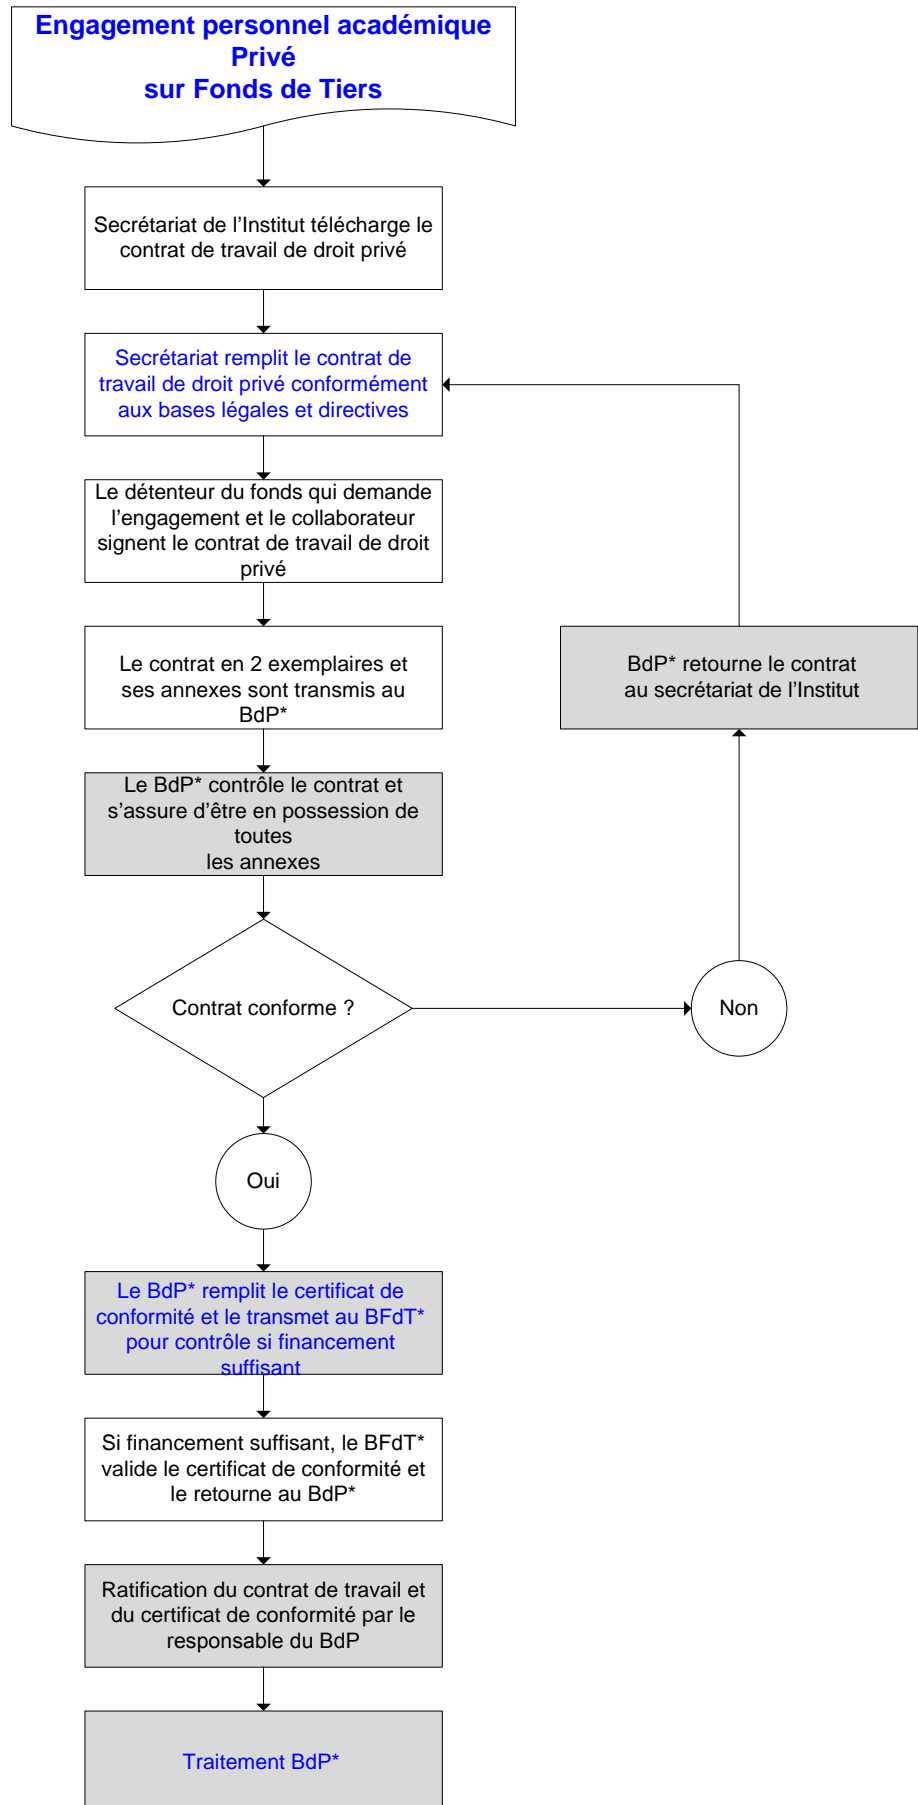 Engagement personnel académique
Privé
sur Fonds de Tiers
Secrétariat de l’Institut télécharge le
contrat de travail de droit privé
Secrétariat remplit le contrat de
travail de droit privé conformément
aux bases légales et directives
Le détenteur du fonds qui demande
l’engagement et le collaborateur
signent le contrat de travail de droit
privé
Le contrat en 2 exemplaires et
ses annexes sont transmis au
BdP*
BdP* retourne le contrat
au secrétariat de l’Institut
Le BdP* contrôle le contrat et
s’assure d’être en possession de
toutes
les annexes
Contrat conforme ?
Non
Oui
Le BdP* remplit le certificat de
conformité et le transmet au BFdT*
pour contrôle si financement
suffisant
Si financement suffisant, le BFdT*
valide le certificat de conformité et
le retourne au BdP*
Ratification du contrat de travail et
du certificat de conformité par le
responsable du BdP
Traitement BdP*